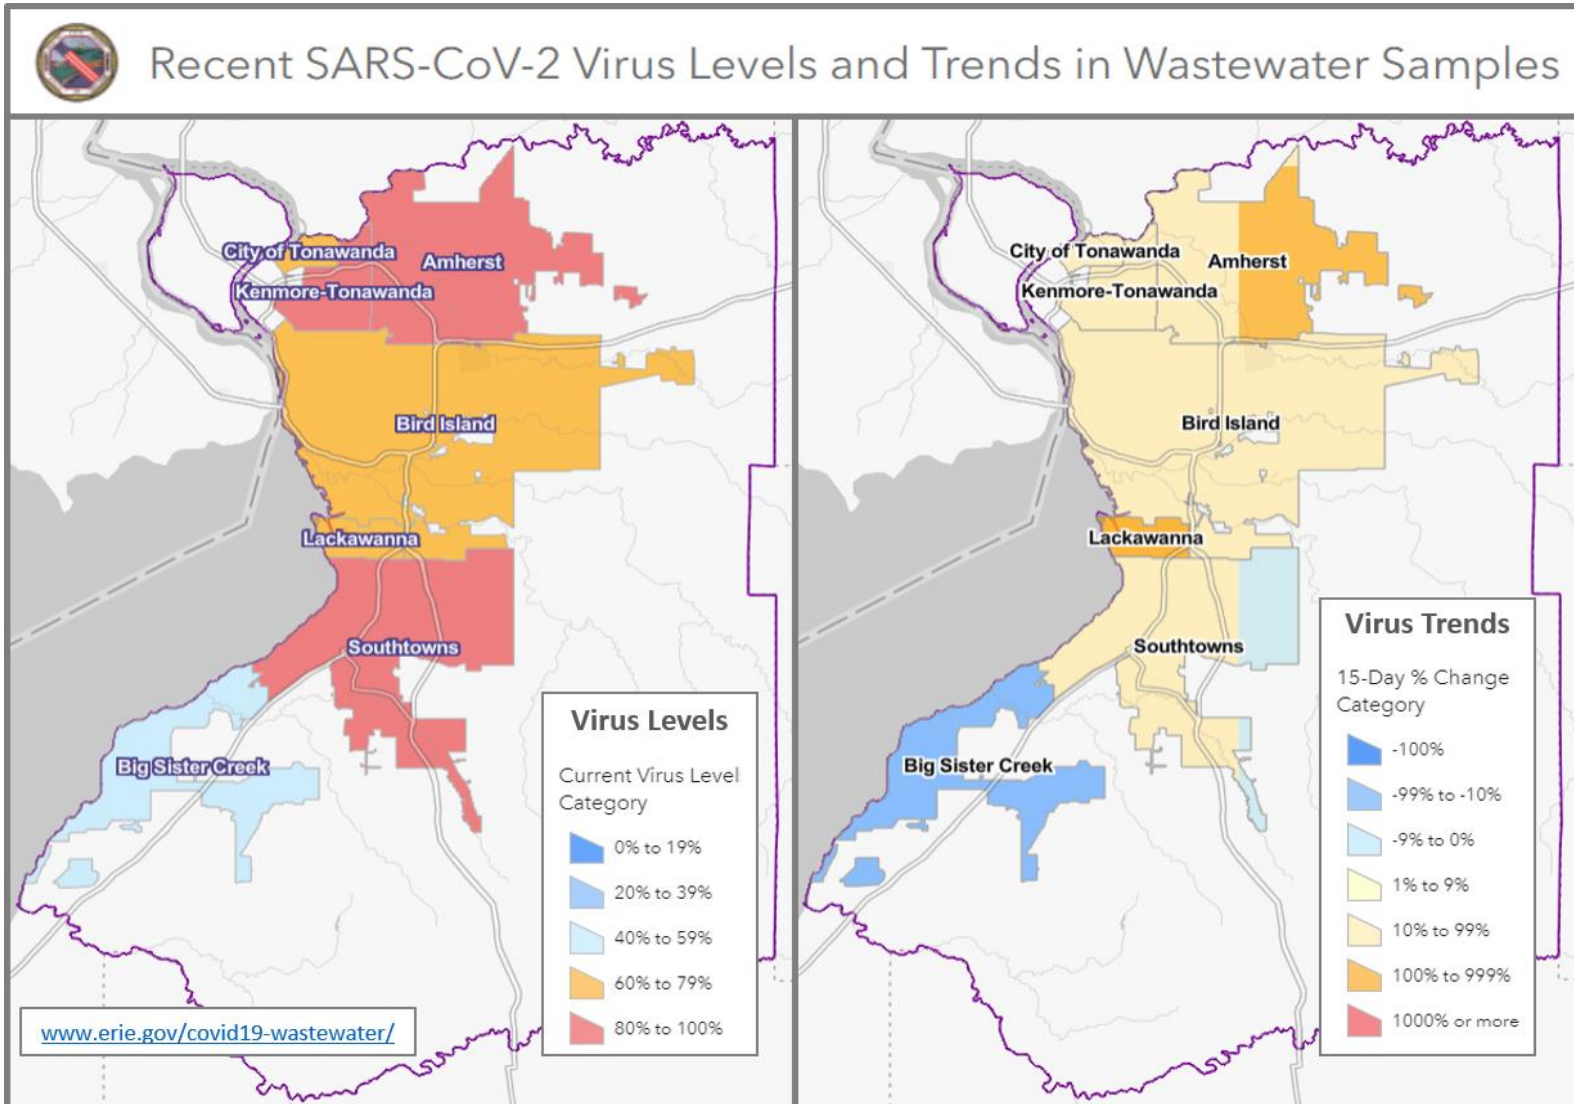 Recent SARS-CoV-2 Virus Levels and Trends in Wastewater Samples
City of Tonawanda
Amherst
Kenmore-Tonawanda
Bird Island
Lackawanna
Southtowns
Big Sister Creek
Virus Levels
Current Virus Level
Category
0% to 19%
20% to 39%
40% to 59%
60% to 79%
80% to 100%
www.erie.gov/covid19-wastewater/
City of Tonawanda
Amherst
Kenmore-Tonawanda
Bird Island
Lackawanna
Southtowns
Big Sister Creek
Virus Trends
15-Day % Change
Category
-100%
-99% to -10%
-9% to 0%
1% to 9%
10% to 99%
100% to 999%
1000% or more